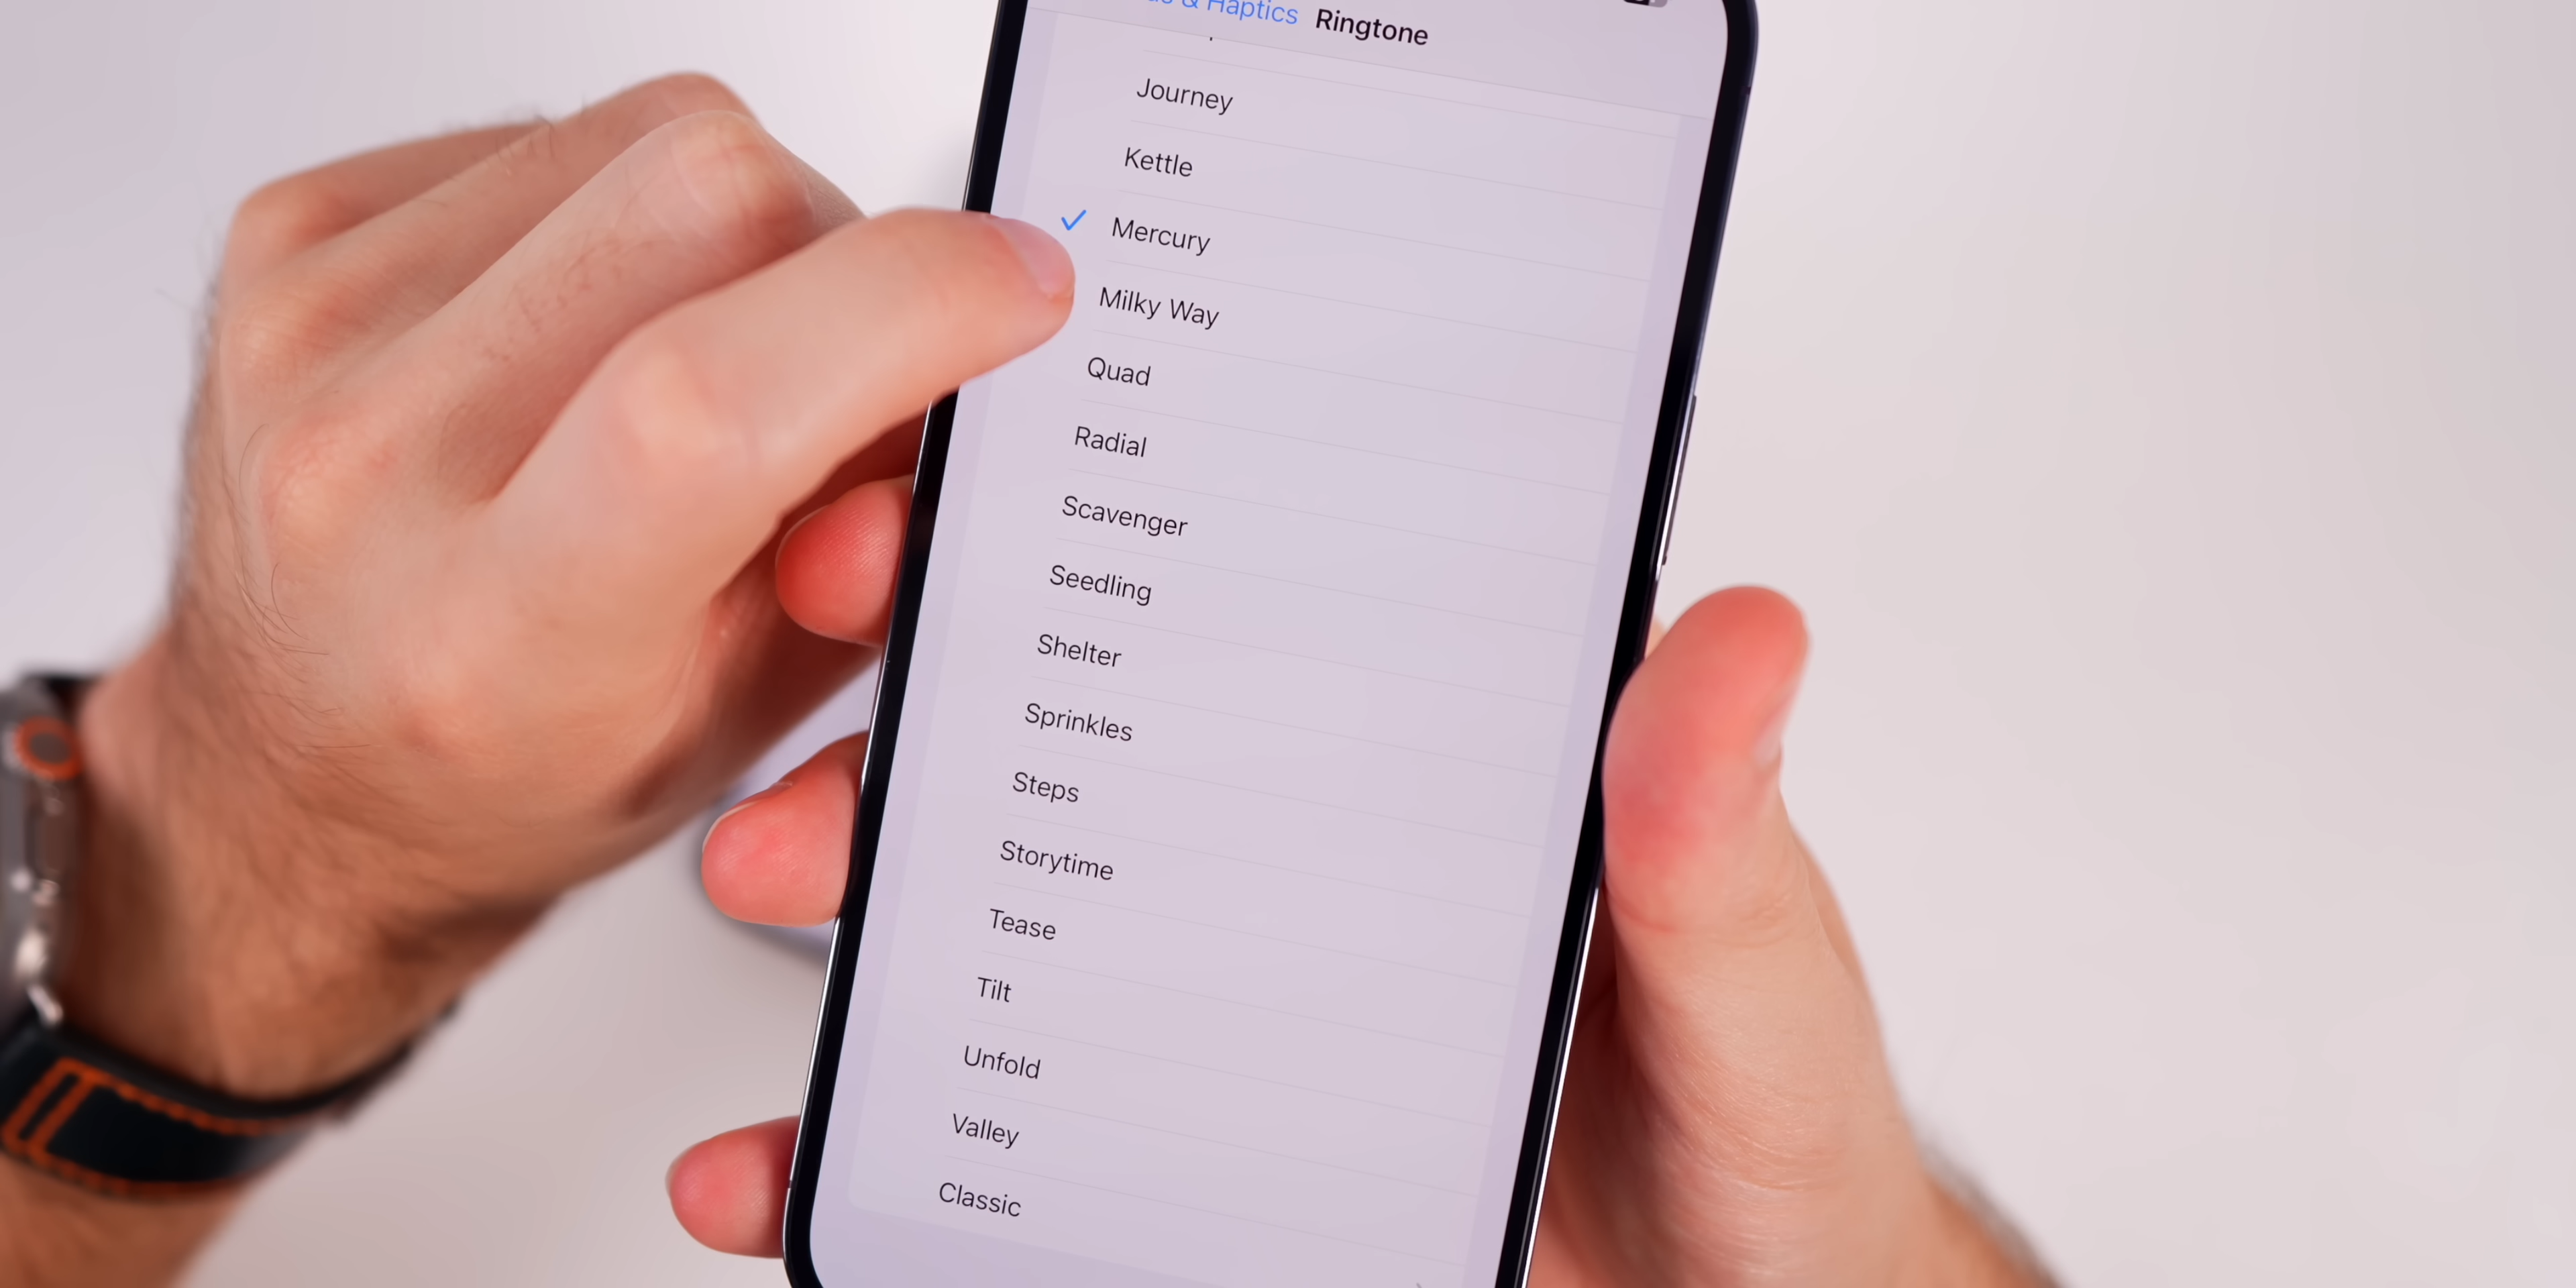 & Haptics Ringtone
Journey
Kettle
Mercury
Milky Way
Quad
Radial
Scavenger
Seedling
Shelter
Sprinkles
Steps
Storytime
Tease
Tilt
Unfold
Valley
Classic